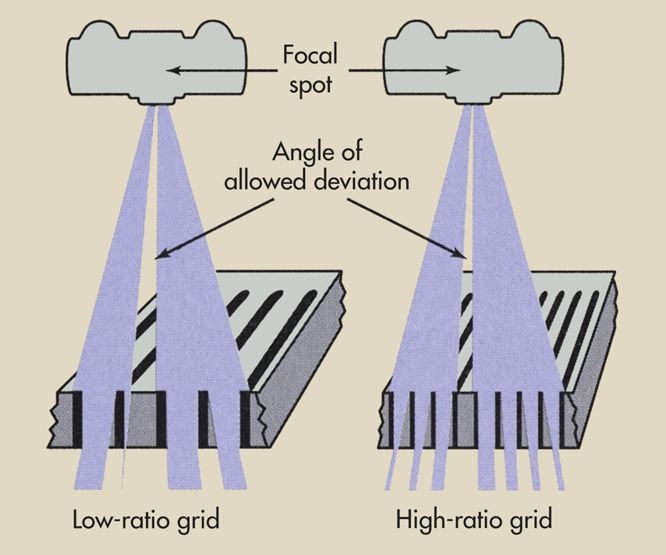 Focal
spot
Angle of
allowed deviation
Low-ratio grid
High-ratio grid